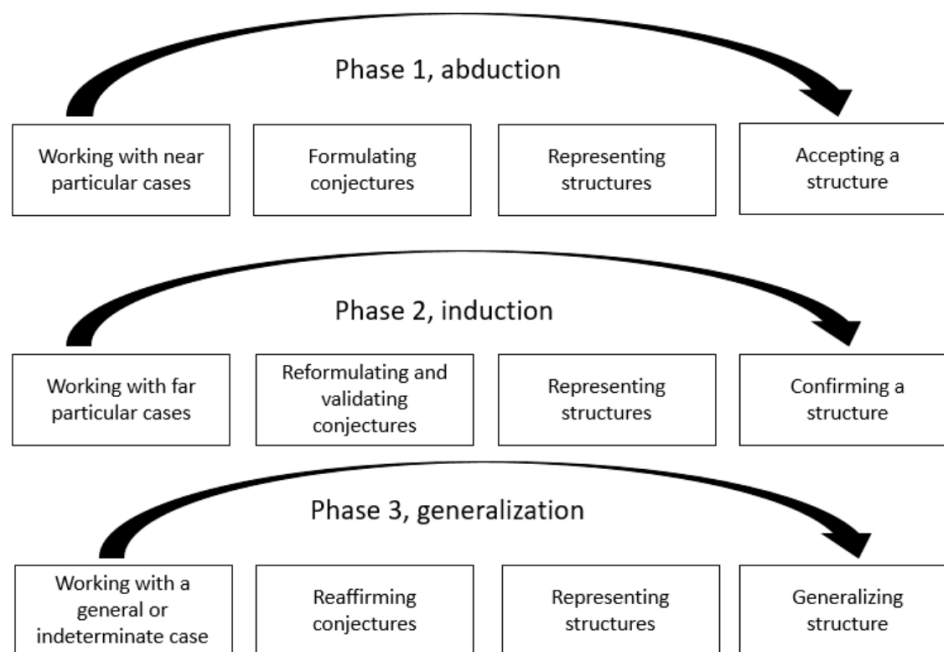 Phase 1, abduction
Working with near
particular cases
Formulating
conjectures
Representing
structures
Accepting a
structure
Phase 2, induction
Working with far
particular cases
Reformulating and
validating
conjectures
Representing
structures
Confirming a
structure
Phase 3, generalization
Working with a
general or
indeterminate case
Reaffirming
conjectures
Representing
structures
Generalizing
structure